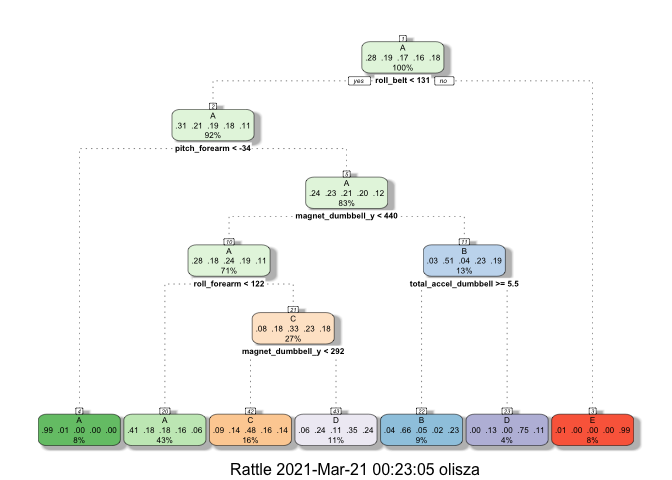 1
A
.28 .19 .17 .16 .18
100%
yes roll_belt < 131 no
2
A
.31 .21 .19 .18 .11
92%
pitch_forearm < -34
5
A
.24 .23 .21 .20 .12
83%
magnet_dumbbell_y < 440
10
A
.28 .18 .24 .19 .11
71%
roll_forearm < 122
11
B
.03 .51 .04 .23 .19
13%
total_accel_dumbbell >= 5.5
21
C
.08 .18 .33 .23 .18
27%
magnet_dumbbell_y < 292
4
A
.99 .01 .00 .00 .00
8%
20
A
.41 .18 .18 .16 .06
43%
42
C
.09 .14 .48 .16 .14
16%
43
D
.06 .24 .11 .35 .24
11%
22
B
.04 .66 .05 .02 .23
9%
23
D
.00 .13 .00 .75 .11
4%
3
E
.01 .00 .00 .00 .99
8%
Rattle 2021-Mar-21 00:23:05 olisza